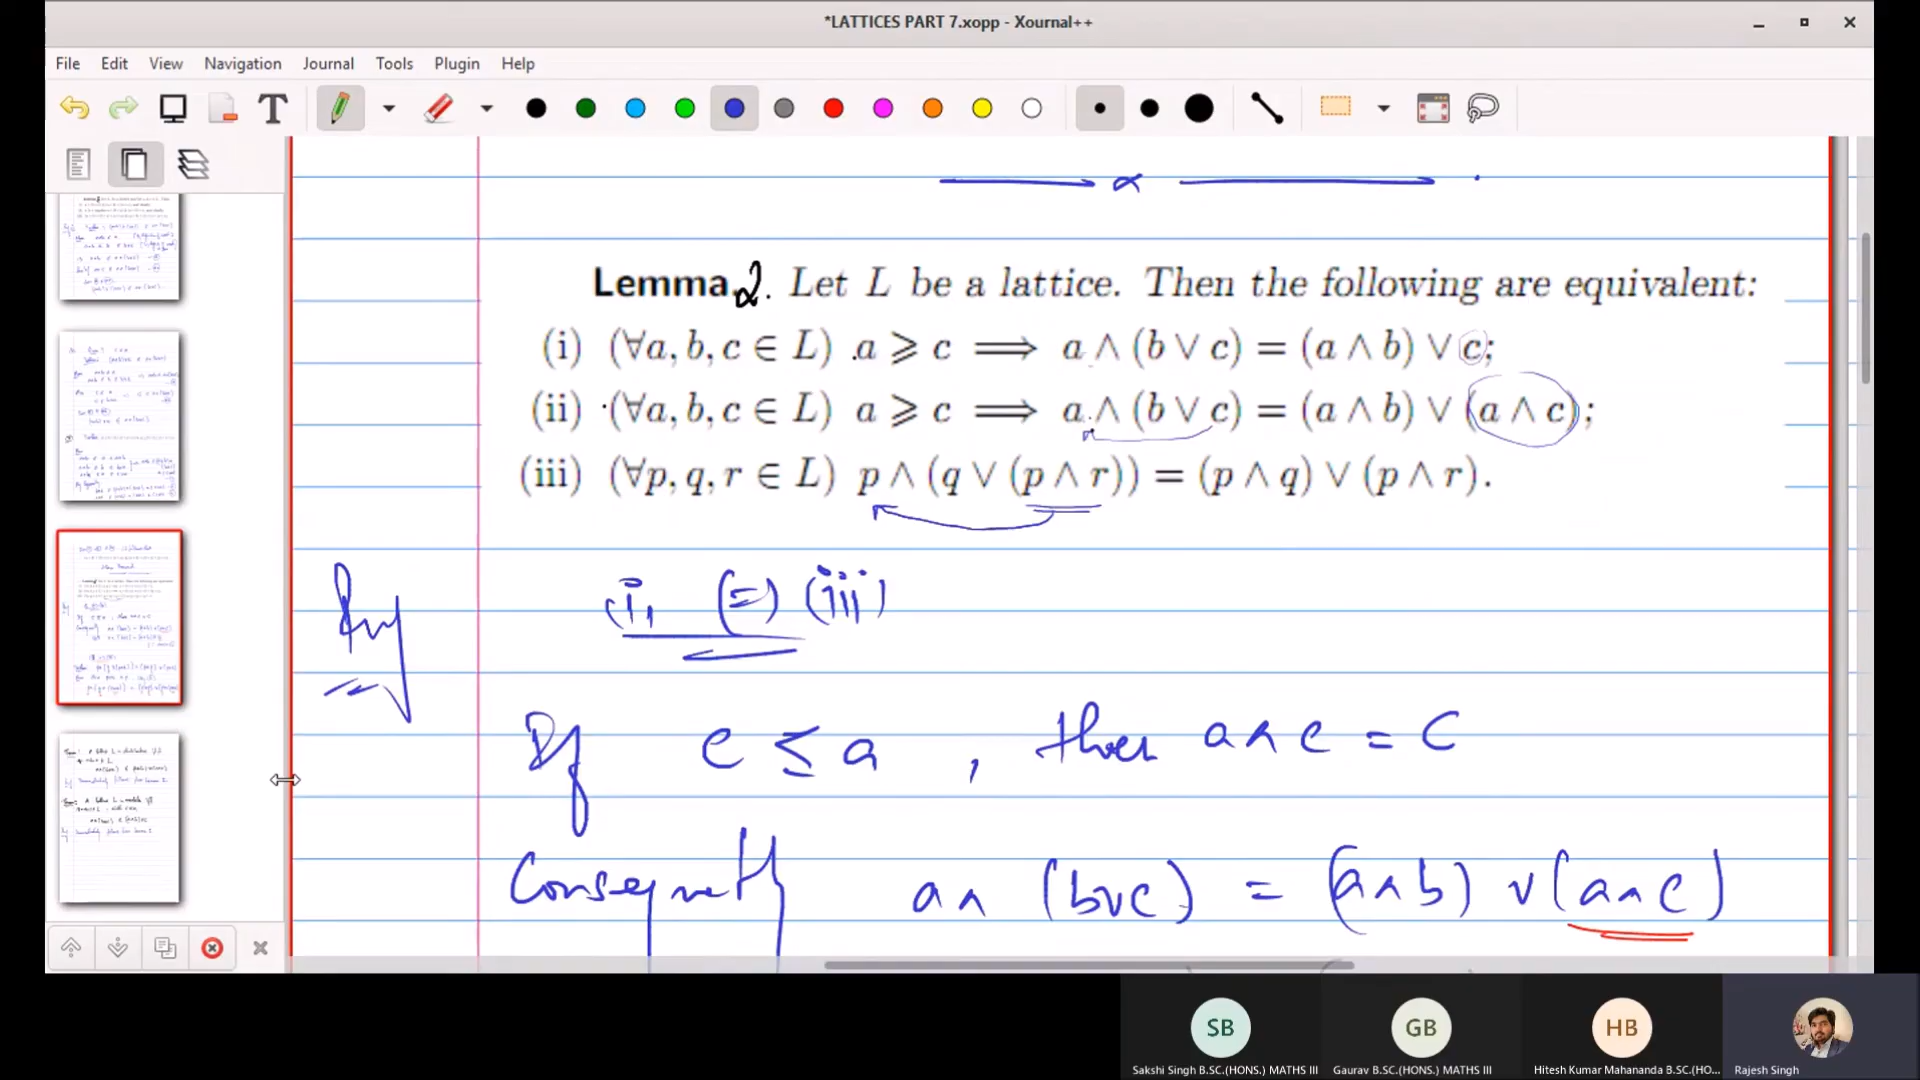 *LATTICES PART 7.xopp - Xournal++
File Edit View Navigation Journal Tools Plugin Help
Lemma 2. Let L be a lattice. Then the following are equivalent:
(i) (∀a, b, c ∈ L) a ⩾ c ⟹ a ∧ (b ∨ c) = (a ∧ b) ∨ c;
(ii) (∀a, b, c ∈ L) a ⩾ c ⟹ a ∧ (b ∨ c) = (a ∧ b) ∨ (a ∧ c);
(iii) (∀p, q, r ∈ L) p ∧ (q ∨ (p ∧ r)) = (p ∧ q) ∨ (p ∧ r).
(i) (=) (iii)
If c ≤ a , then a ∧ c = c
Consequently a ∧ (b ∨ c) = (a ∧ b) ∨ (a ∧ c)
SB GB HB
Sakshi Singh B.SC.(HONS.) MATHS III Gaurav B.SC.(HONS.) MATHS III Hitesh Kumar Mahananda B.SC.(HO... Rajesh Singh